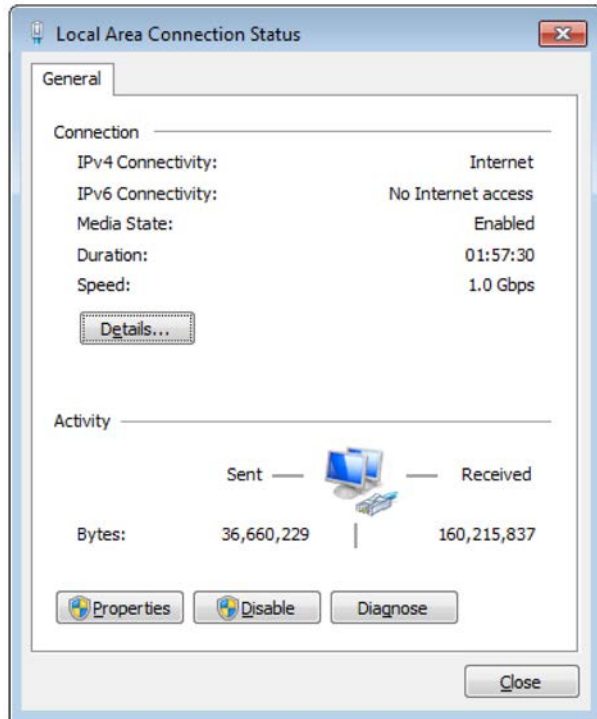 Local Area Connection Status
General
Connection
IPv4 Connectivity: Internet
IPv6 Connectivity: No Internet access
Media State: Enabled
Duration: 01:57:30
Speed: 1.0 Gbps
Details...
Activity
Sent Received
Bytes: 36,660,229 160,215,837
Properties Disable Diagnose
Close